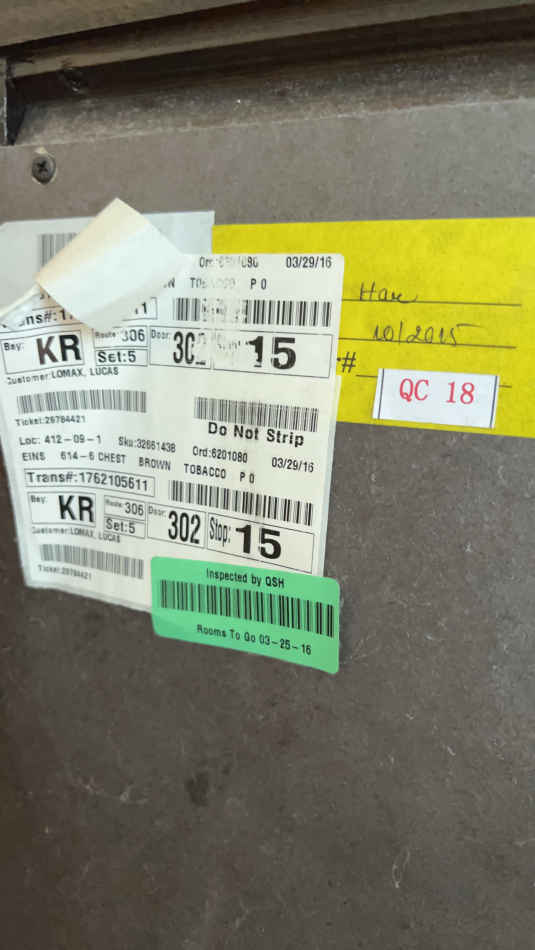 03/29/16
TOBACCO P O
Bay: KR
Route: 306
Set:5
Door:
15
Customer:LOMAX, LUCAS
Ticket:26784421
Do Not Strip
Loc: 412-09-1 Sku:32661438 Ord:6201080 03/29/16
EINS 614-6 CHEST BROWN TOBACCO P O
Trans#:1762105611
Bay: KR
Route: 306
Set:5
Door: 302
Stop: 15
Customer:LOMAX, LUCAS
Ticket:26784421
Inspected by QSH
Rooms To Go 03-25-16
10/2015
#
QC 18